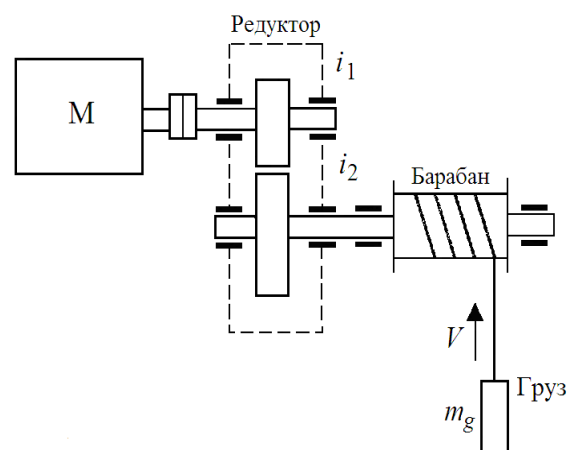 Редуктор
i1
M
i2
Барабан
V
Груз
mg